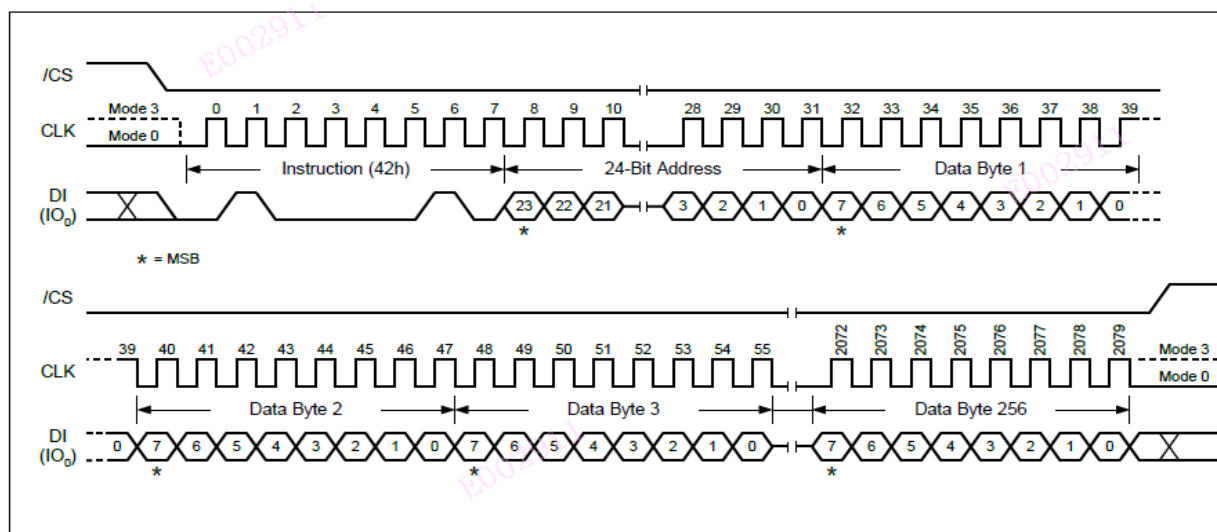 E002911
/CS
Mode 3 0 1 2 3 4 5 6 7 8 9 10 28 29 30 31 32 33 34 35 36 37 38 39
CLK Mode 0
Instruction (42h) 24-Bit Address Data Byte 1
E002911
DI
(IO0) 23 22 21 3 2 1 0 7 6 5 4 3 2 1 0
* *
* = MSB
/CS
39 40 41 42 43 44 45 46 47 48 49 50 51 52 53 54 55 2072 2073 2074 2075 2076 2077 2078 2079 Mode 3
CLK Mode 0
Data Byte 2 Data Byte 3 Data Byte 256
DI
(IO0) 0 7 6 5 4 3 2 1 0 7 6 5 4 3 2 1 0 7 6 5 4 3 2 1 0
* * *
E002911